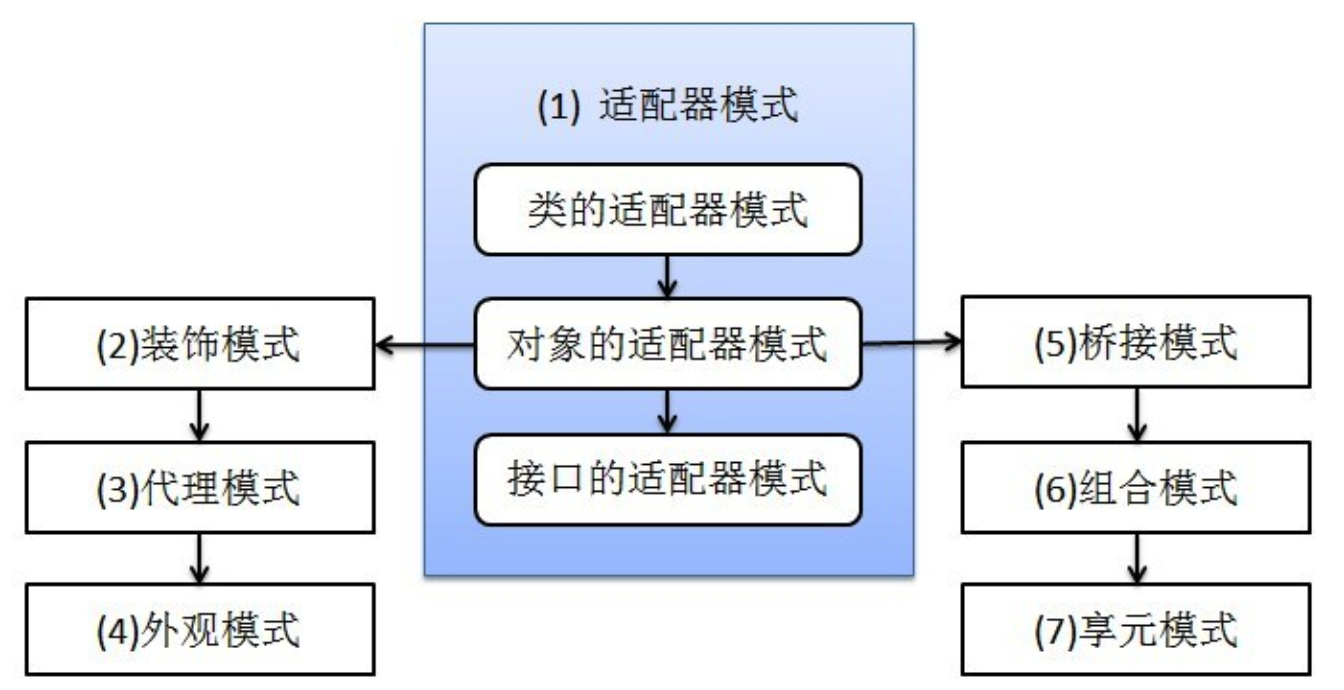 (1) 适配器模式
类的适配器模式
(2)装饰模式
对象的适配器模式
(5)桥接模式
(3)代理模式
接口的适配器模式
(6)组合模式
(4)外观模式
(7)享元模式